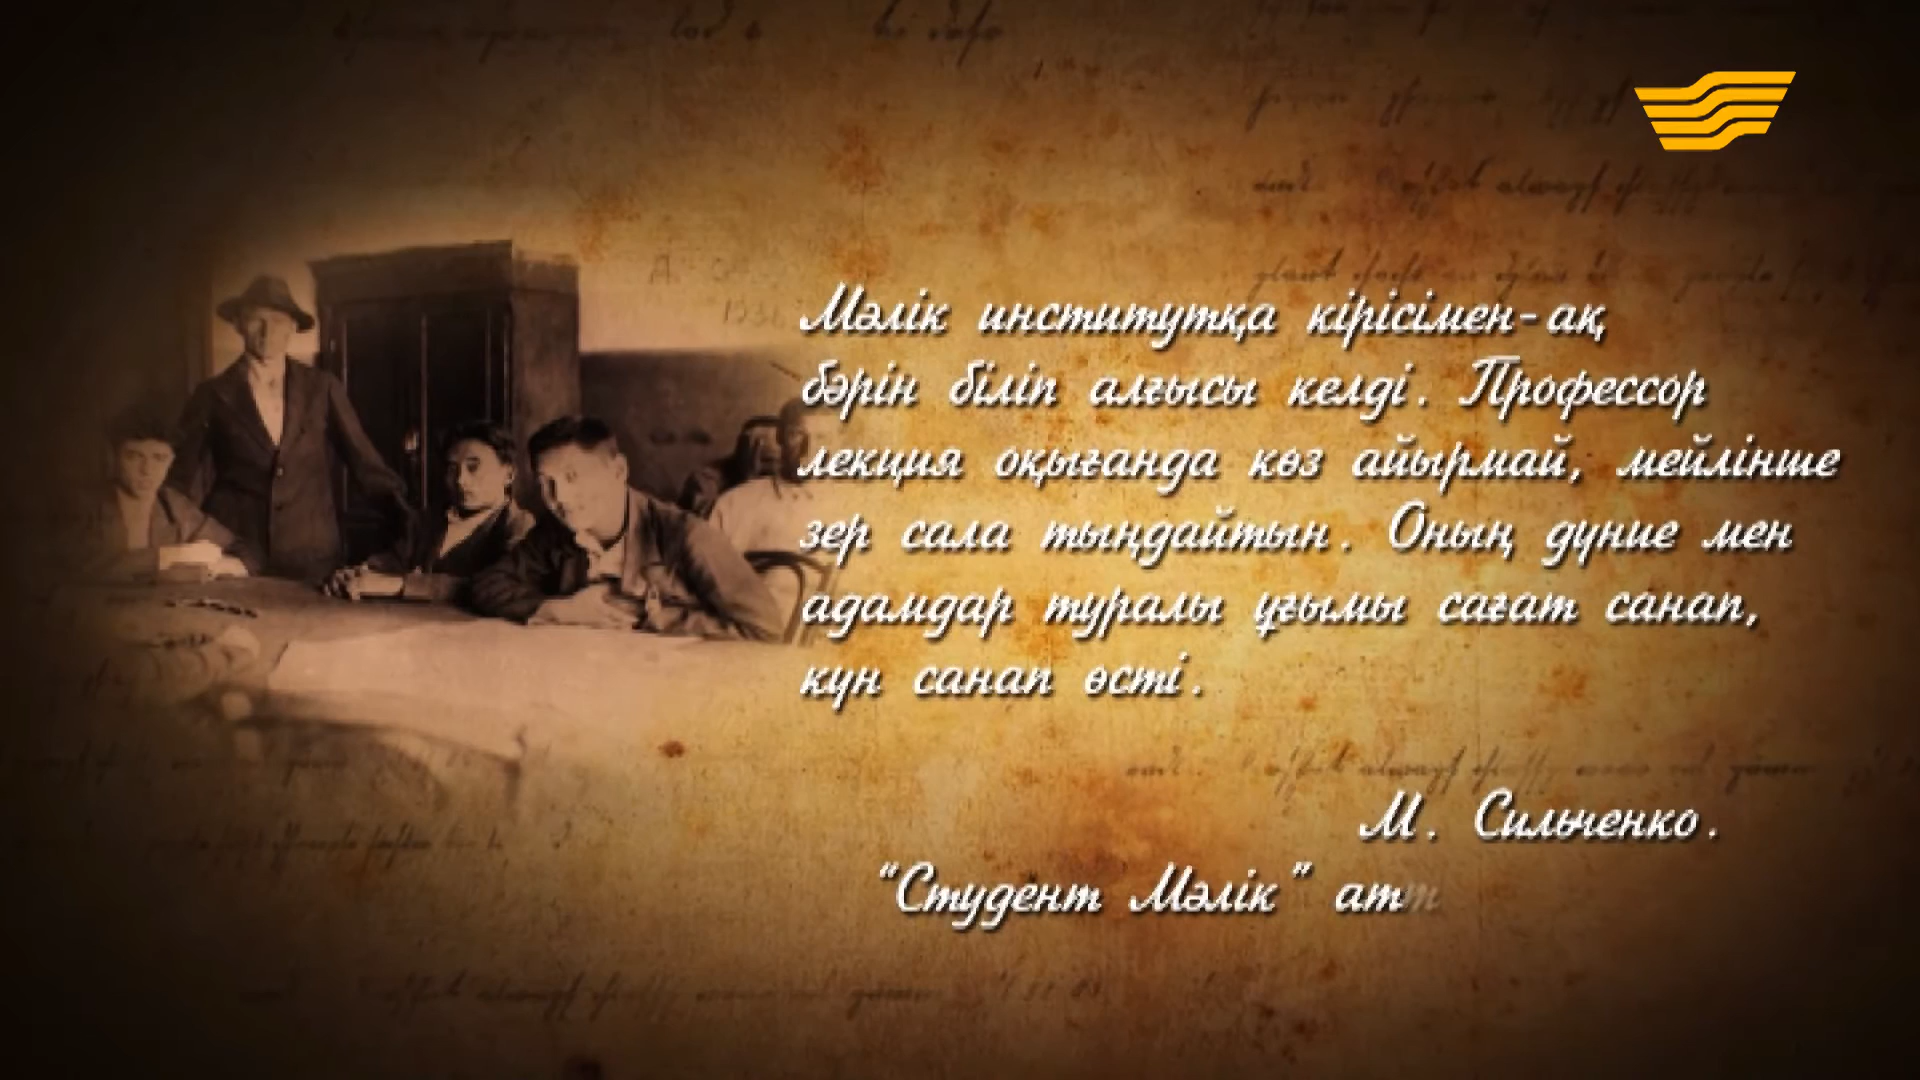 Мәлік институтқа кірісімен-ақ
бәрін біліп алғысы келді. Профессор
лекция оқығанда көз айырмай, мейлінше
зер сала тыңдайтын. Оның дүние мен
адамдар туралы ұғымы сағат санап,
күн санап өсті.
М. Сильченко.
“Студент Мәлік” атт